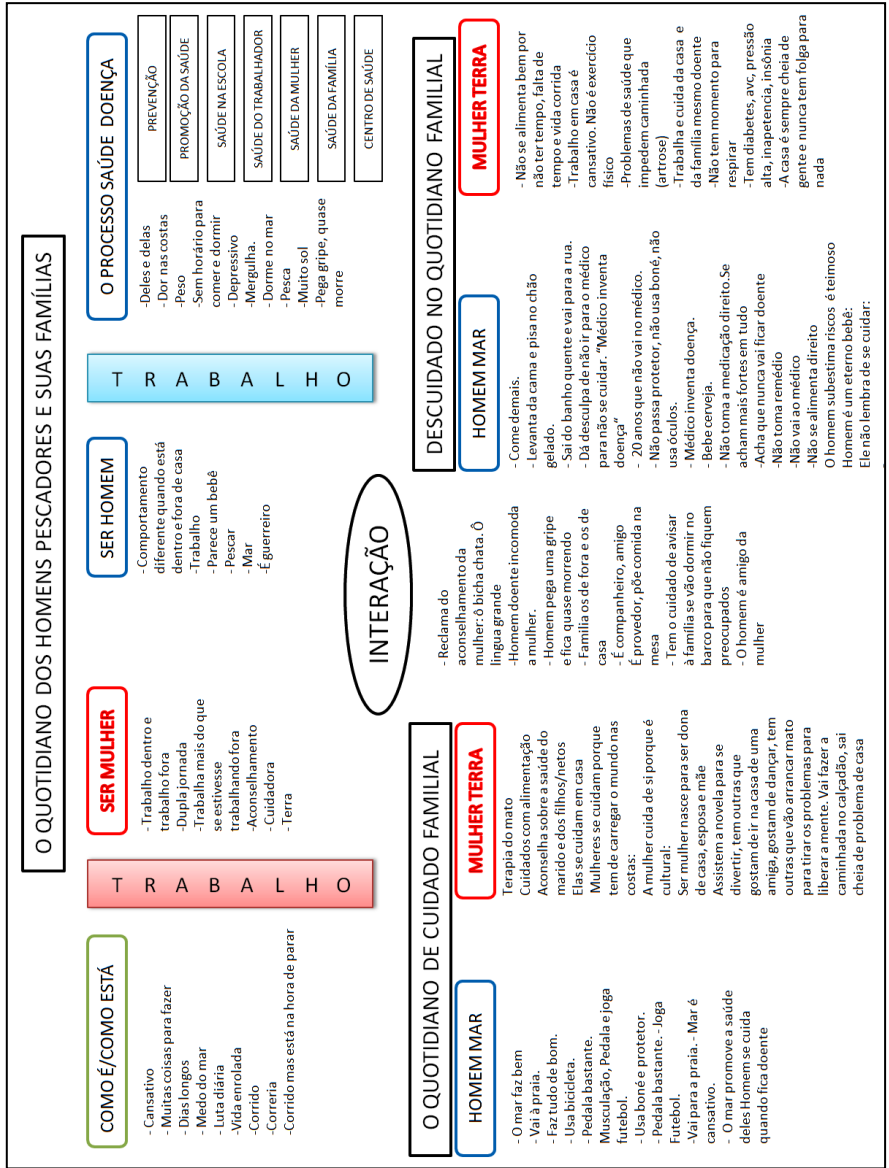 O QUOTIDIANO DOS HOMENS PESCADORES E SUAS FAMÍLIAS
COMO É/COMO ESTÁ
- Cansativo
- Muitas coisas para fazer
- Dias longos
- Medo do mar
- Luta diária
-Vida enrolada
-Corrido
-Correria
-Corrido mas está na hora de parar
T R A B A L H O
SER MULHER
- Trabalho dentro e
trabalho fora
-Dupla jornada
-Trabalha mais do que
se estivesse
trabalhando fora
-Aconselhamento
-Cuidadora
- Terra
SER HOMEM
- Comportamento
diferente quando está
dentro e fora de casa
-Trabalho
- Parece um bebê
- Pescar
- Mar
-É guerreiro
T R A B A L H O
O PROCESSO SAÚDE DOENÇA
-Deles e delas
- Dor nas costas
-Peso
-Sem horário para
comer e dormir
- Depressivo
-Mergulha.
- Dorme no mar
- Pesca
-Muito sol
-Pega gripe, quase
morre
PREVENÇÃO
PROMOÇÃO DA SAÚDE
SAÚDE NA ESCOLA
SAÚDE DO TRABALHADOR
SAÚDE DA MULHER
SAÚDE DA FAMÍLIA
CENTRO DE SAÚDE
INTERAÇÃO
- Reclama do
aconselhamento da
mulher: ô bicha chata. Ô
lingua grande
-Homem doente incomoda
a mulher.
- Homem pega uma gripe
e fica quase morrendo
- Familia os de fora e os de
casa
- É companheiro, amigo
É provedor, põe comida na
mesa
- Tem o cuidado de avisar
à família se vão dormir no
barco para que não fiquem
preocupados
- O homem é amigo da
mulher
O QUOTIDIANO DE CUIDADO FAMILIAL
HOMEM MAR
- O mar faz bem
- Vai à praia.
- Faz tudo de bom.
- Usa bicicleta.
- Pedala bastante.
Musculação, Pedala e joga
futebol.
- Usa boné e protetor.
- Pedala bastante. -Joga
Futebol.
-Vai para a praia. - Mar é
cansativo.
- O mar promove a saúde
deles Homem se cuida
quando fica doente
MULHER TERRA
Terapia do mato
Cuidados com alimentação
Aconselha sobre a saúde do
marido e dos filhos/netos
Elas se cuidam em casa
Mulheres se cuidam porque
tem de carregar o mundo nas
costas:
A mulher cuida de si porque é
cultural:
Ser mulher nasce para ser dona
de casa, esposa e mãe
Assistem a novela para se
divertir, tem outras que
gostam de ir na casa de uma
amiga, gostam de dançar, tem
outras que vão arrancar mato
para tirar os problemas para
liberar a mente. Vai fazer a
caminhada no calçadão, sai
cheia de problema de casa
DESCUIDADO NO QUOTIDIANO FAMILIAL
HOMEM MAR
- Come demais.
- Levanta da cama e pisa no chão
gelado.
- Sai do banho quente e vai para a rua.
- Dá desculpa de não ir para o médico
para não se cuidar. "Médico inventa
doença"
- 20 anos que não vai no médico.
- Não passa protetor, não usa boné, não
usa óculos.
- Médico inventa doença.
- Bebe cerveja.
- Não toma a medicação direito.Se
acham mais fortes em tudo
-Acha que nunca vai ficar doente
-Não toma remédio
-Não vai ao médico
-Não se alimenta direito
O homem subestima riscos é teimoso
Homem é um eterno bebê:
Ele não lembra de se cuidar:
MULHER TERRA
- Não se alimenta bem por
não ter tempo, falta de
tempo e vida corrida
-Trabalho em casa é
cansativo. Não é exercício
físico
-Problemas de saúde que
impedem caminhada
(artrose)
-Trabalha e cuida da casa e
da família mesmo doente
-Não tem momento para
respirar
-Tem diabetes, avc, pressão
alta, inapetencia, insônia
-A casa é sempre cheia de
gente e nunca tem folga para
nada